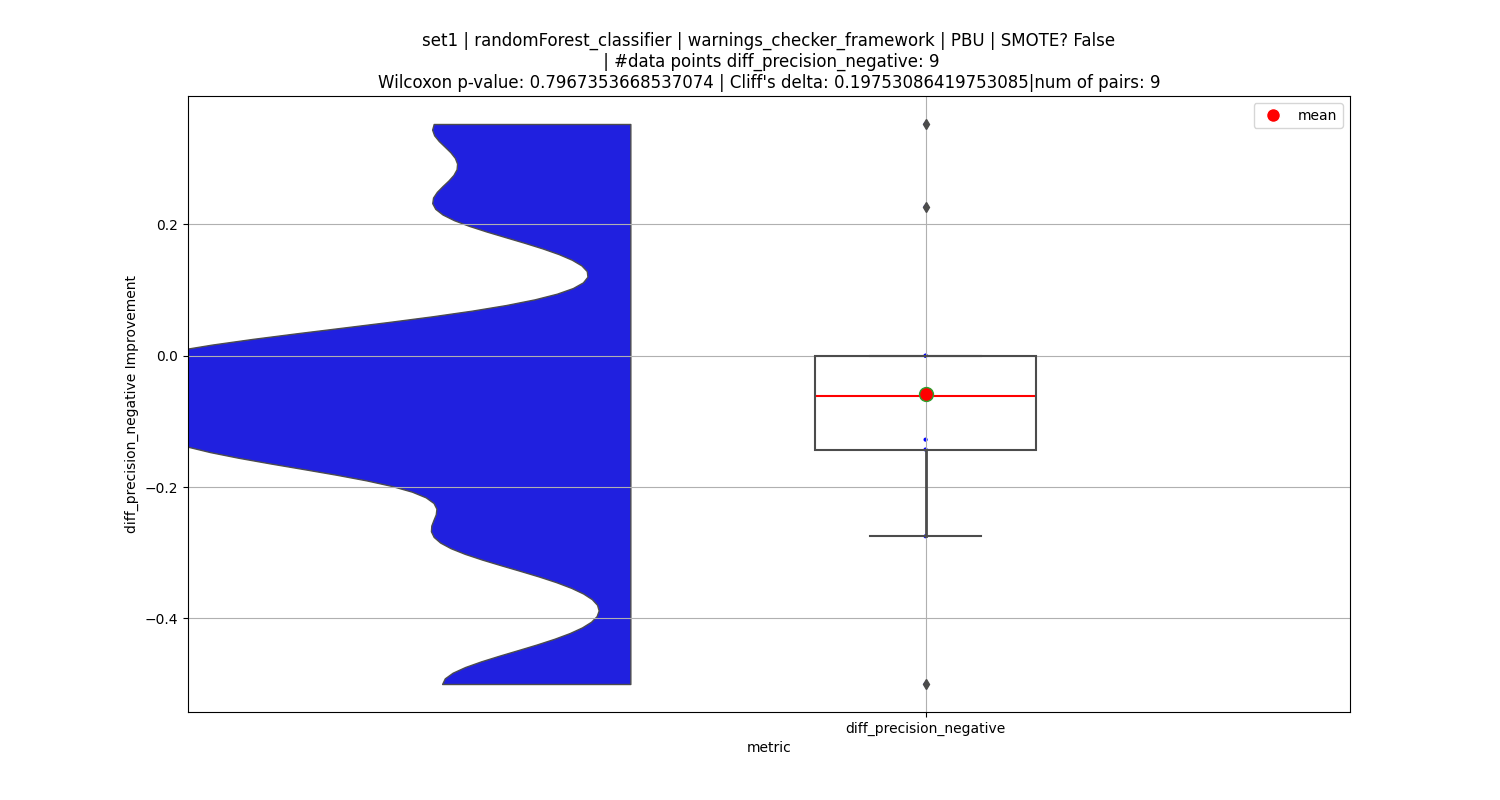 set1 | randomForest_classifier | warnings_checker_framework | PBU | SMOTE? False
| #data points diff_precision_negative: 9
Wilcoxon p-value: 0.7967353668537074 | Cliff's delta: 0.19753086419753085|num of pairs: 9
mean
0.2
0.0
−0.2
−0.4
diff_precision_negative Improvement
diff_precision_negative
metric